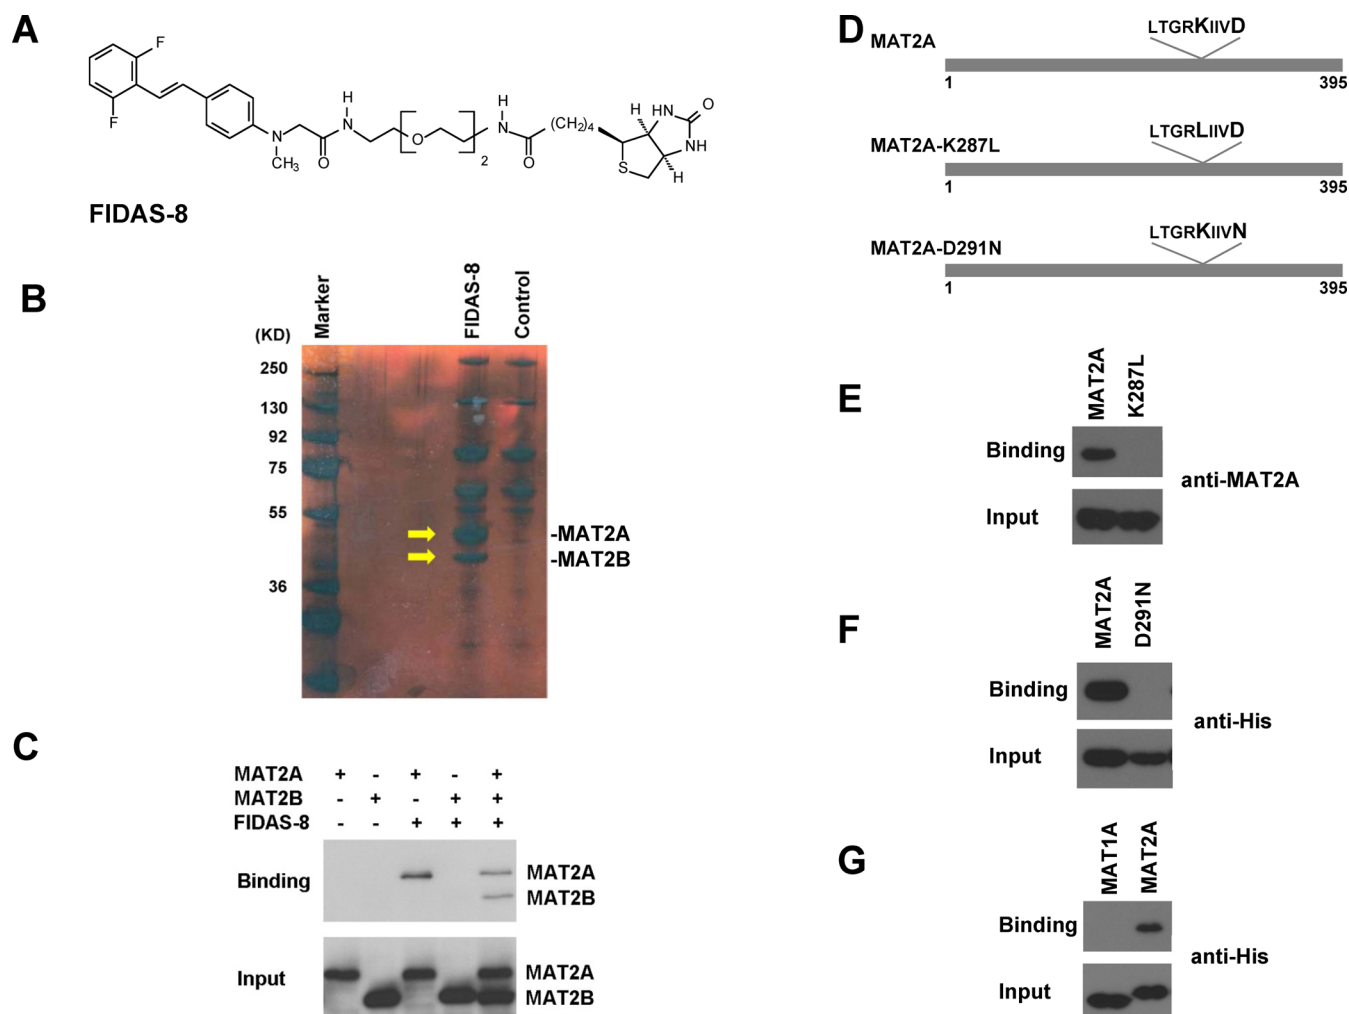 A
F
F
N
CH₃
O
H
N
O
2
H
N
O
(CH₂)₄
S
H
H
HN
NH
O
FIDAS-8
B
(KD)
Marker
FIDAS-8
Control
250
130
92
75
55
36
-MAT2A
-MAT2B
C
MAT2A + - + - +
MAT2B - + - + +
FIDAS-8 - - + + +
Binding
MAT2A
MAT2B
Input
MAT2A
MAT2B
D
MAT2A
LTGRKIIVD
1 395
MAT2A-K287L
LTGRLIIVD
1 395
MAT2A-D291N
LTGRKIIVN
1 395
E
MAT2A
K287L
Binding
Input
anti-MAT2A
F
MAT2A
D291N
Binding
Input
anti-His
G
MAT1A
MAT2A
Binding
Input
anti-His